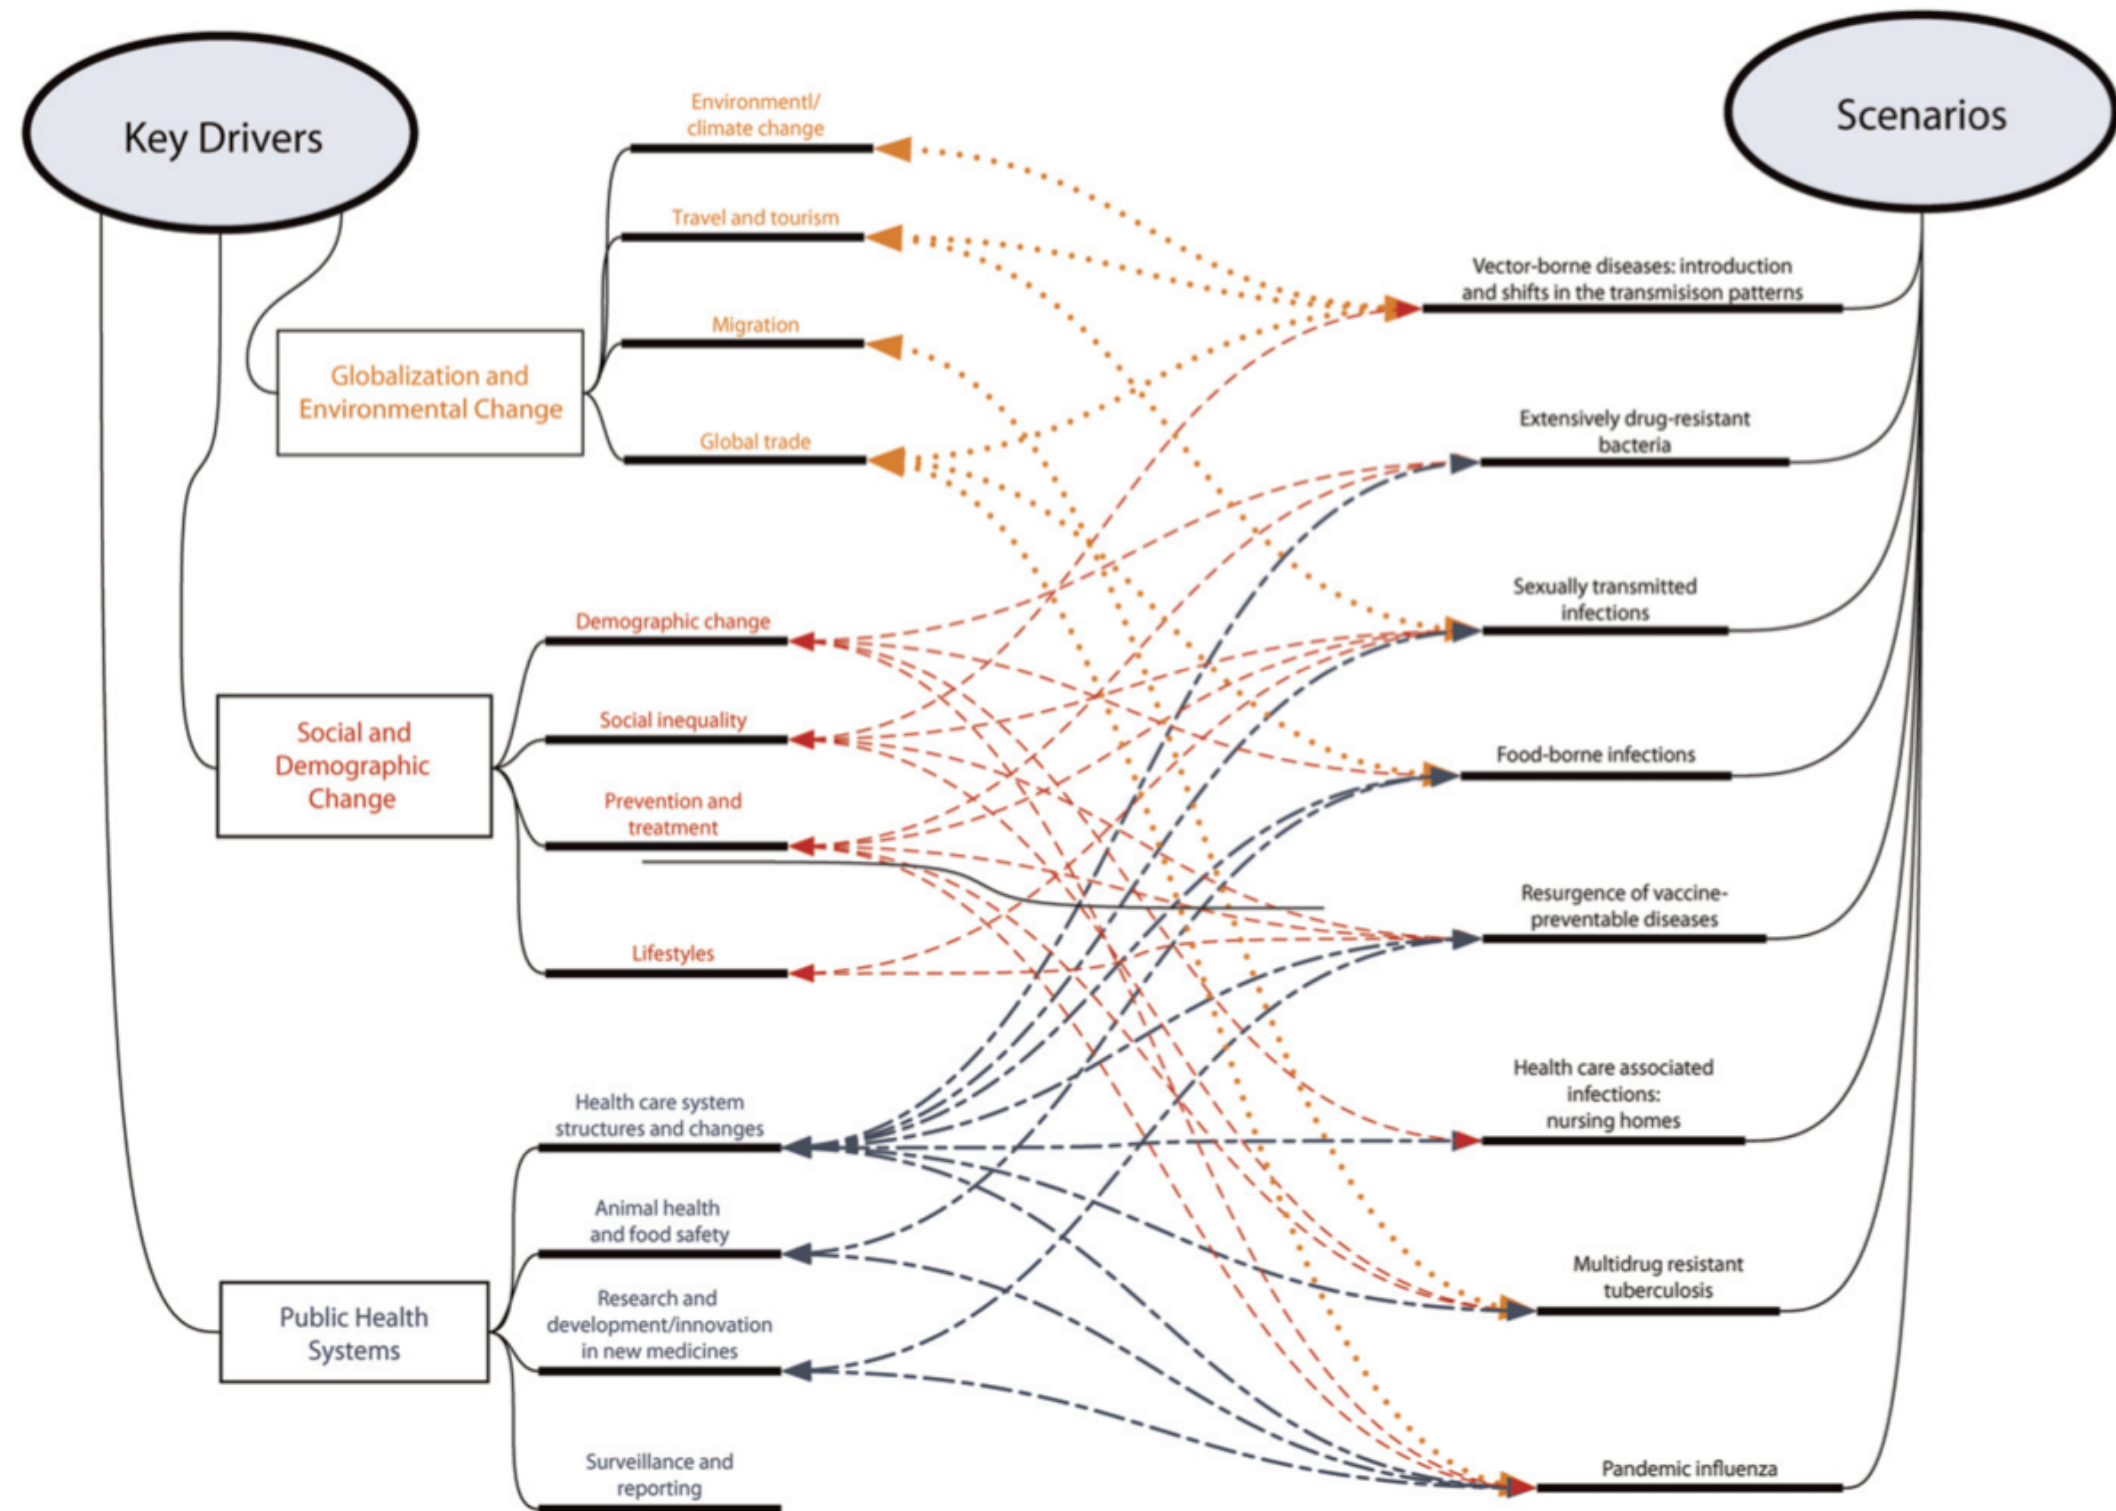 Key Drivers
Scenarios
Environmentl/
climate change
Travel and tourism
Migration
Global trade
Globalization and
Environmental Change
Demographic change
Social inequality
Prevention and
treatment
Lifestyles
Social and
Demographic
Change
Health care system
structures and changes
Animal health
and food safety
Research and
development/innovation
in new medicines
Surveillance and
reporting
Public Health
Systems
Vector-borne diseases: introduction
and shifts in the transmisison patterns
Extensively drug-resistant
bacteria
Sexually transmitted
infections
Food-borne infections
Resurgence of vaccine-
preventable diseases
Health care associated
infections:
nursing homes
Multidrug resistant
tuberculosis
Pandemic influenza